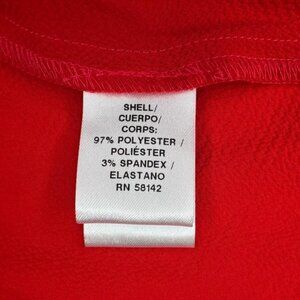 SHELL/
CUERPO/
CORPS:
97% POLYESTER /
POLIÉSTER
3% SPANDEX /
ELASTANO
RN 58142